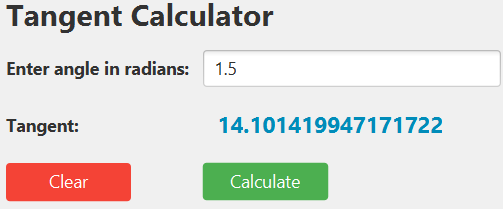 Tangent Calculator
Enter angle in radians: 1.5
Tangent: 14.101419947171722
Clear Calculate